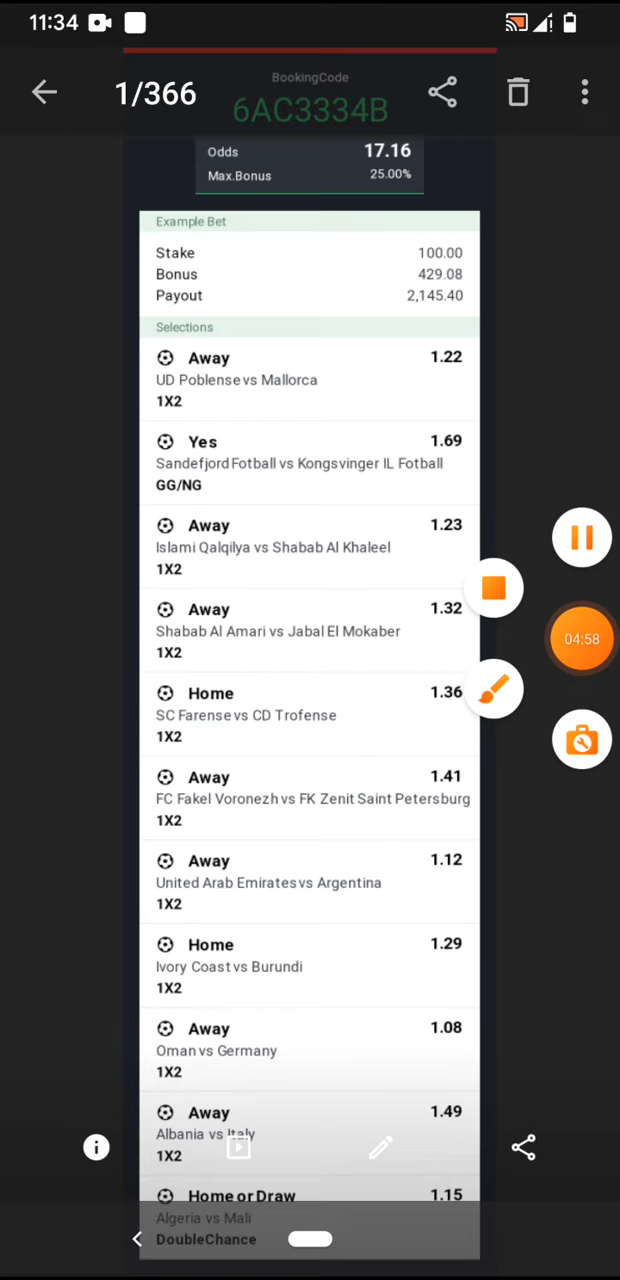 11:34
1/366
BookingCode
6AC3334B
Odds 17.16
Max.Bonus 25.00%
Example Bet
Stake 100.00
Bonus 429.08
Payout 2,145.40
Selections
Away 1.22
UD Poblense vs Mallorca
1X2
Yes 1.69
Sandefjord Fotball vs Kongsvinger IL Fotball
GG/NG
Away 1.23
Islami Qalqilya vs Shabab Al Khaleel
1X2
Away 1.32
Shabab Al Amari vs Jabal El Mokaber
1X2
Home 1.36
SC Farense vs CD Trofense
1X2
Away 1.41
FC Fakel Voronezh vs FK Zenit Saint Petersburg
1X2
Away 1.12
United Arab Emirates vs Argentina
1X2
Home 1.29
Ivory Coast vs Burundi
1X2
Away 1.08
Oman vs Germany
1X2
Away 1.49
Albania vs Italy
1X2
Home or Draw 1.15
Algeria vs Mali
DoubleChance
04:58